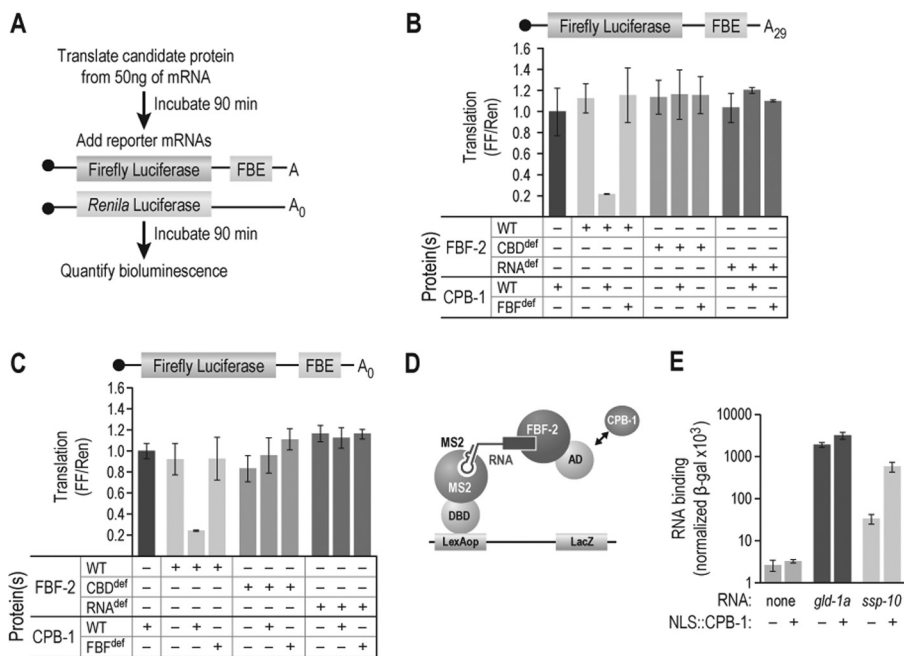 A
Translate candidate protein
from 50ng of mRNA
Incubate 90 min
Add reporter mRNAs
Firefly Luciferase FBE A
Renila Luciferase A0
Incubate 90 min
Quantify bioluminescence
B
Firefly Luciferase FBE A29
Translation
(FF/Ren)
1.6
1.4
1.2
1.0
0.8
0.6
0.4
0.2
Protein(s)
FBF-2
WT – + + + – – – – – –
CBDdef – – – – + + + – – –
RNAdef – – – – – – – + + +
CPB-1
WT + – + – – + – – + –
FBFdef – – – + – – + – – +
C
Firefly Luciferase FBE A0
Translation
(FF/Ren)
1.6
1.4
1.2
1.0
0.8
0.6
0.4
0.2
Protein(s)
FBF-2
WT – + + + – – – – – –
CBDdef – – – – + + + – – –
RNAdef – – – – – – – + + +
CPB-1
WT + – + – – + – – + –
FBFdef – – – + – – + – – +
D
CPB-1
FBF-2
MS2
RNA
AD
MS2
DBD
LexAop LacZ
E
RNA binding
(normalized β-gal x103)
10000
1000
100
10
1
RNA: none gld-1a ssp-10
NLS::CPB-1: – + – + – +